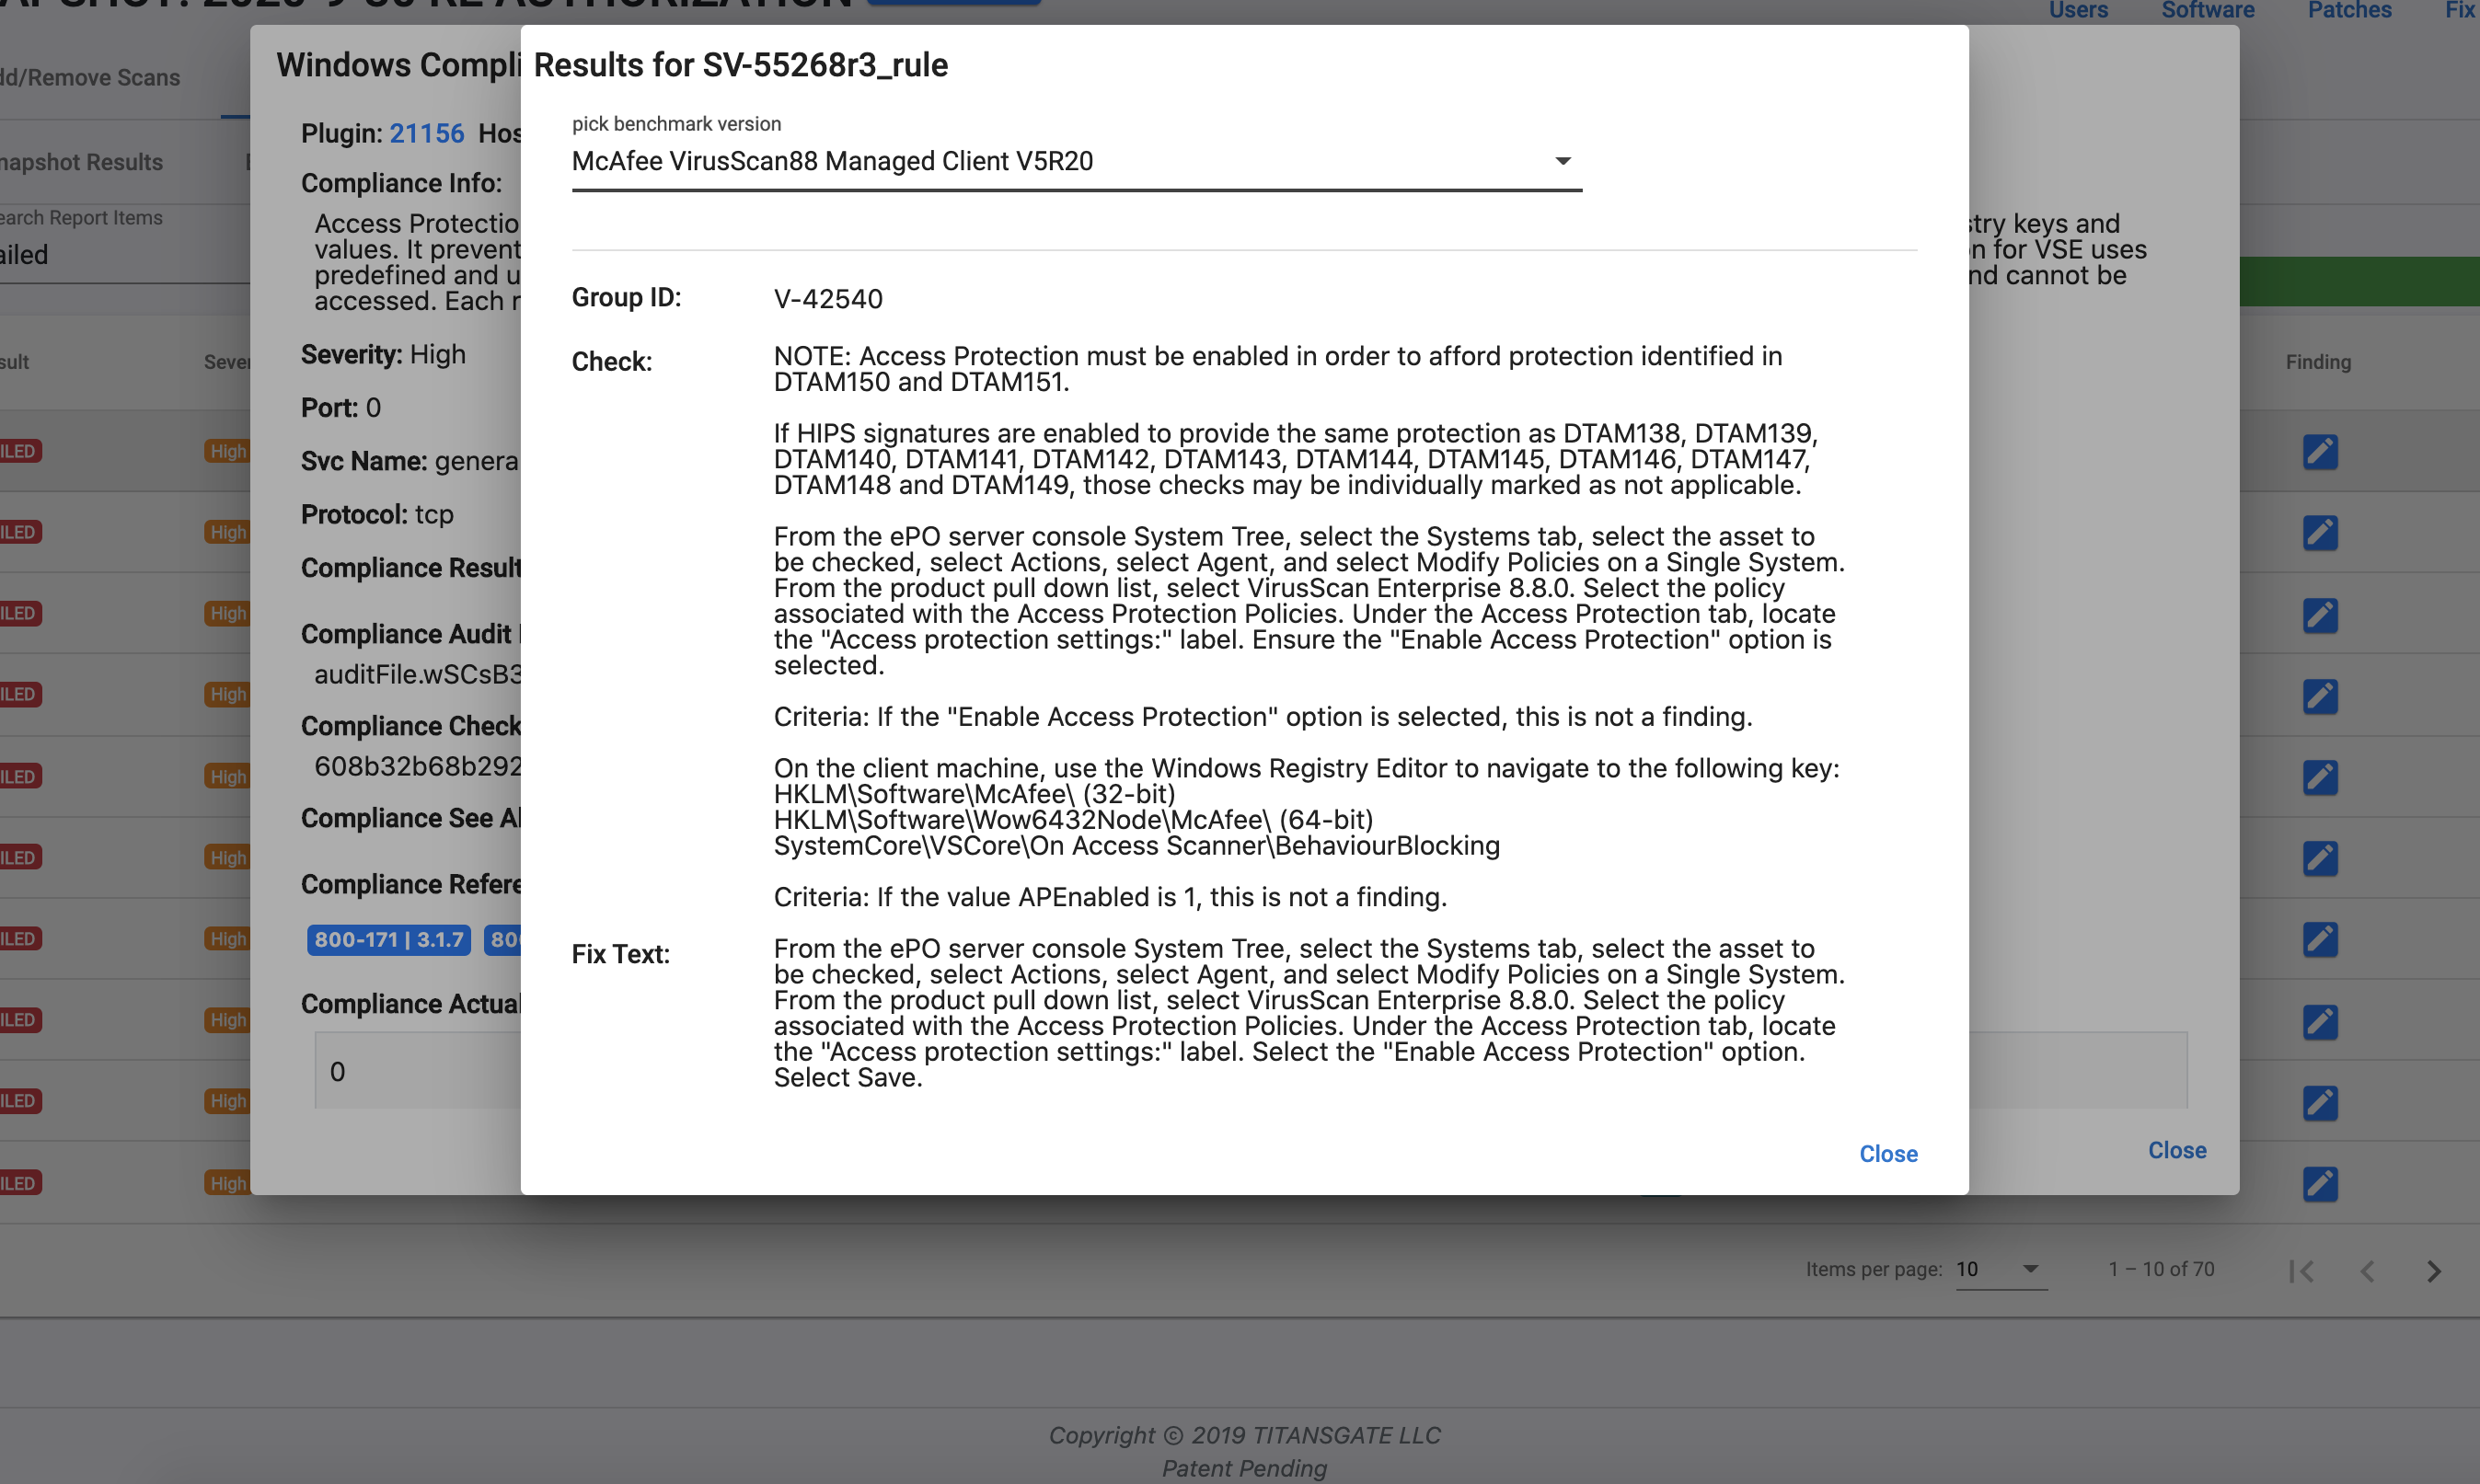 RE AUTHORIZATION
Users
Software
Patches
Fix
dd/Remove Scans
napshot Results
earch Report Items
ailed
sult
Sever
Finding
ILED
High
ILED
High
ILED
High
ILED
High
ILED
High
ILED
High
ILED
High
ILED
High
ILED
High
ILED
High
Windows Compli
Plugin: 21156 Hos
Compliance Info:
Access Protectio
values. It prevent
predefined and u
accessed. Each r
stry keys and
n for VSE uses
nd cannot be
Severity: High
Port: 0
Svc Name: genera
Protocol: tcp
Compliance Result
Compliance Audit
auditFile.wSCsB3
Compliance Check
608b32b68b292
Compliance See Al
Compliance Refere
800-171 | 3.1.7
80
Compliance Actual
0
Close
Results for SV-55268r3_rule
pick benchmark version
McAfee VirusScan88 Managed Client V5R20
Group ID:
V-42540
Check:
NOTE: Access Protection must be enabled in order to afford protection identified in
DTAM150 and DTAM151.
If HIPS signatures are enabled to provide the same protection as DTAM138, DTAM139,
DTAM140, DTAM141, DTAM142, DTAM143, DTAM144, DTAM145, DTAM146, DTAM147,
DTAM148 and DTAM149, those checks may be individually marked as not applicable.
From the ePO server console System Tree, select the Systems tab, select the asset to
be checked, select Actions, select Agent, and select Modify Policies on a Single System.
From the product pull down list, select VirusScan Enterprise 8.8.0. Select the policy
associated with the Access Protection Policies. Under the Access Protection tab, locate
the "Access protection settings:" label. Ensure the "Enable Access Protection" option is
selected.
Criteria: If the "Enable Access Protection" option is selected, this is not a finding.
On the client machine, use the Windows Registry Editor to navigate to the following key:
HKLM\Software\McAfee\ (32-bit)
HKLM\Software\Wow6432Node\McAfee\ (64-bit)
SystemCore\VSCore\On Access Scanner\BehaviourBlocking
Criteria: If the value APEnabled is 1, this is not a finding.
Fix Text:
From the ePO server console System Tree, select the Systems tab, select the asset to
be checked, select Actions, select Agent, and select Modify Policies on a Single System.
From the product pull down list, select VirusScan Enterprise 8.8.0. Select the policy
associated with the Access Protection Policies. Under the Access Protection tab, locate
the "Access protection settings:" label. Select the "Enable Access Protection" option.
Select Save.
Close
Items per page: 10
1 – 10 of 70
Copyright © 2019 TITANSGATE LLC
Patent Pending